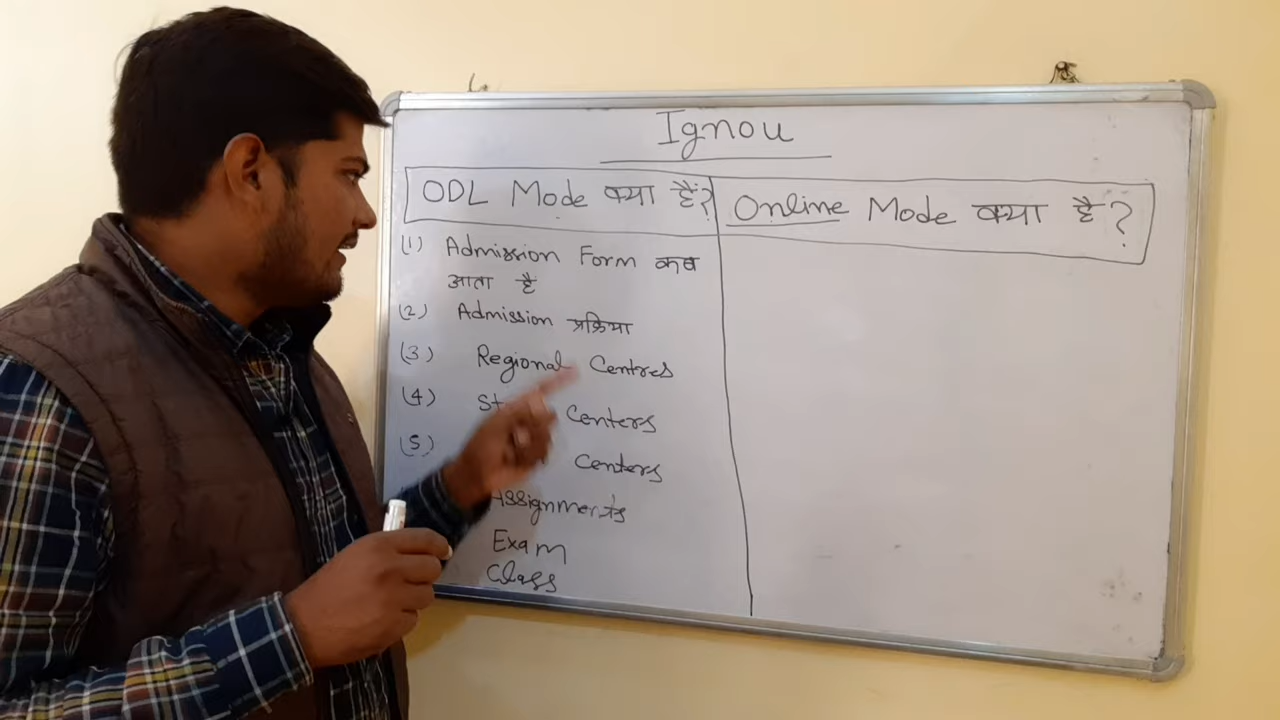 Ignou
ODL Mode क्या हैं?
(1) Admission Form कब
आता है
(2) Admission प्रक्रिया
(3) Regional Centres
(4) Centers
(5) Centers
Assignments
Exam
Class
Online Mode क्या है?